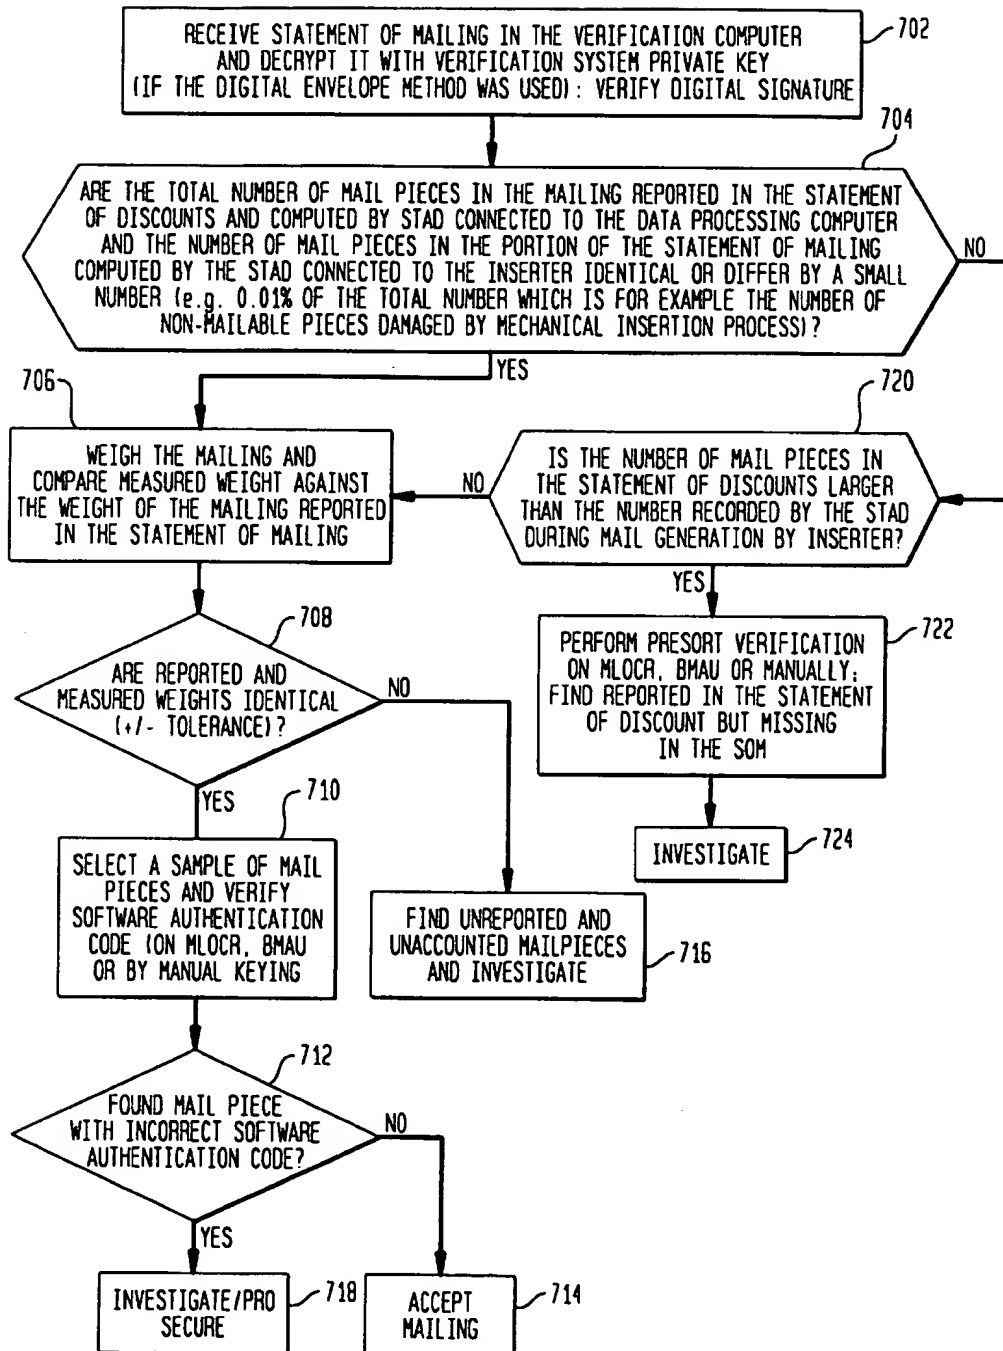 RECEIVE STATEMENT OF MAILING IN THE VERIFICATION COMPUTER
AND DECRYPT IT WITH VERIFICATION SYSTEM PRIVATE KEY
(IF THE DIGITAL ENVELOPE METHOD WAS USED): VERIFY DIGITAL SIGNATURE
702
704
ARE THE TOTAL NUMBER OF MAIL PIECES IN THE MAILING REPORTED IN THE STATEMENT
OF DISCOUNTS AND COMPUTED BY STAD CONNECTED TO THE DATA PROCESSING COMPUTER
AND THE NUMBER OF MAIL PIECES IN THE PORTION OF THE STATEMENT OF MAILING
COMPUTED BY THE STAD CONNECTED TO THE INSERTER IDENTICAL OR DIFFER BY A SMALL
NUMBER (e.g. 0.01% OF THE TOTAL NUMBER WHICH IS FOR EXAMPLE THE NUMBER OF
NON-MAILABLE PIECES DAMAGED BY MECHANICAL INSERTION PROCESS)?
NO
YES
706
WEIGH THE MAILING AND
COMPARE MEASURED WEIGHT AGAINST
THE WEIGHT OF THE MAILING REPORTED
IN THE STATEMENT OF MAILING
720
IS THE NUMBER OF MAIL PIECES IN
THE STATEMENT OF DISCOUNTS LARGER
THAN THE NUMBER RECORDED BY THE STAD
DURING MAIL GENERATION BY INSERTER?
NO
YES
708
ARE REPORTED AND
MEASURED WEIGHTS IDENTICAL
(+/- TOLERANCE)?
NO
YES
722
PERFORM PRESORT VERIFICATION
ON MLOCR, BMAU OR MANUALLY;
FIND REPORTED IN THE STATEMENT
OF DISCOUNT BUT MISSING
IN THE SOM
INVESTIGATE
724
710
SELECT A SAMPLE OF MAIL
PIECES AND VERIFY
SOFTWARE AUTHENTICATION
CODE (ON MLOCR, BMAU
OR BY MANUAL KEYING
FIND UNREPORTED AND
UNACCOUNTED MAILPIECES
AND INVESTIGATE
716
712
FOUND MAIL PIECE
WITH INCORRECT SOFTWARE
AUTHENTICATION CODE?
NO
YES
INVESTIGATE/PRO
SECURE
718
ACCEPT
MAILING
714